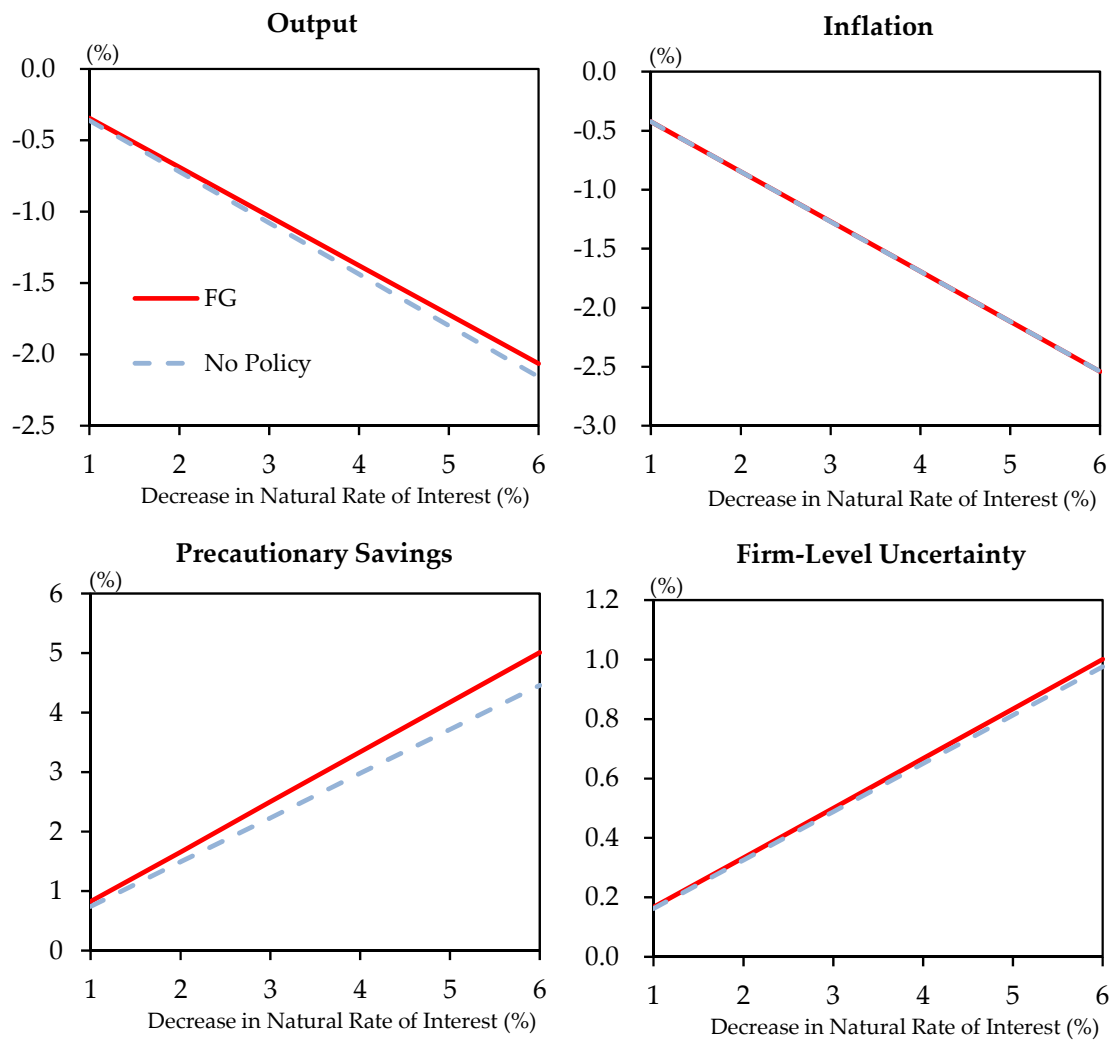 Output
(%)
0.0
-0.5
-1.0
-1.5
-2.0
-2.5
FG
No Policy
1 2 3 4 5 6
Decrease in Natural Rate of Interest (%)
Inflation
(%)
0.0
-0.5
-1.0
-1.5
-2.0
-2.5
-3.0
1 2 3 4 5 6
Decrease in Natural Rate of Interest (%)
Precautionary Savings
(%)
6
5
4
3
2
1
0
1 2 3 4 5 6
Decrease in Natural Rate of Interest (%)
Firm-Level Uncertainty
(%)
1.2
1.0
0.8
0.6
0.4
0.2
0.0
1 2 3 4 5 6
Decrease in Natural Rate of Interest (%)